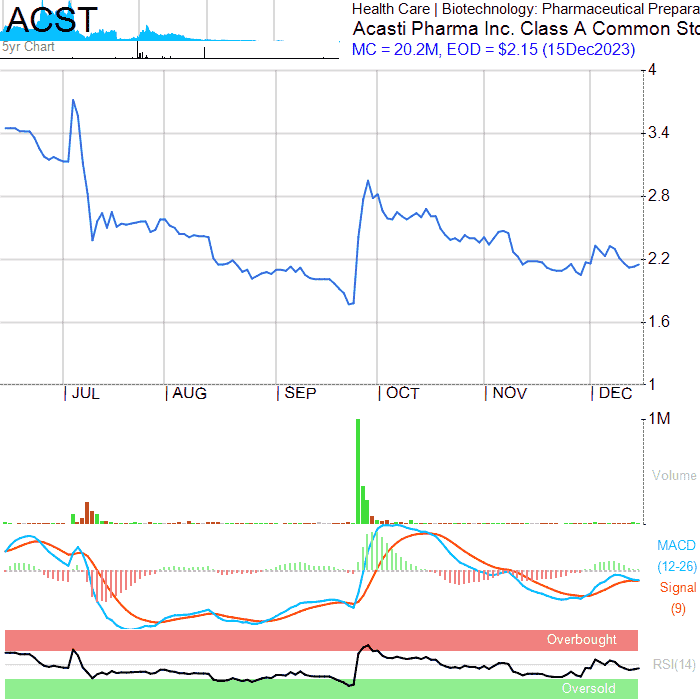 ACST
5yr Chart
Health Care | Biotechnology: Pharmaceutical Prepara
Acasti Pharma Inc. Class A Common Sto
MC = 20.2M, EOD = $2.15 (15Dec2023)
4
3.4
2.8
2.2
1.6
1
JUL AUG SEP OCT NOV DEC
1M
Volume
MACD
(12-26)
Signal
(9)
Overbought
RSI(14)
Oversold